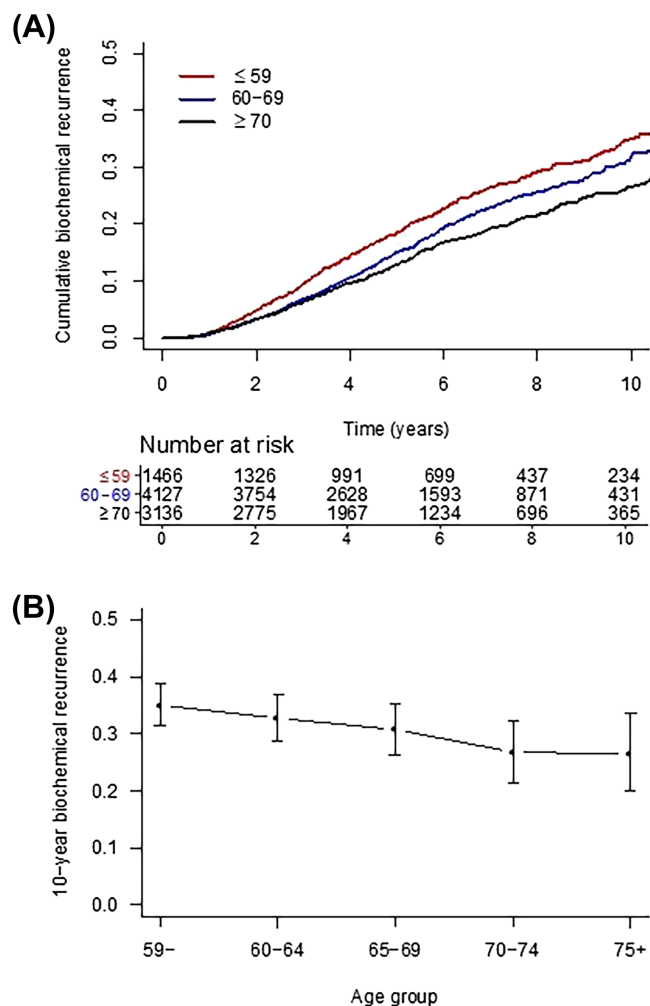 (A)
Cumulative biochemical recurrence
0.5
0.4
0.3
0.2
0.1
0.0
≤ 59
60-69
≥ 70
0 2 4 6 8 10
Time (years)
Number at risk
≤59 1466 1326 991 699 437 234
60-69 4127 3754 2628 1593 871 431
≥70 3136 2775 1967 1234 696 365
0 2 4 6 8 10
(B)
10-year biochemical recurrence
0.5
0.4
0.3
0.2
0.1
0.0
59- 60-64 65-69 70-74 75+
Age group